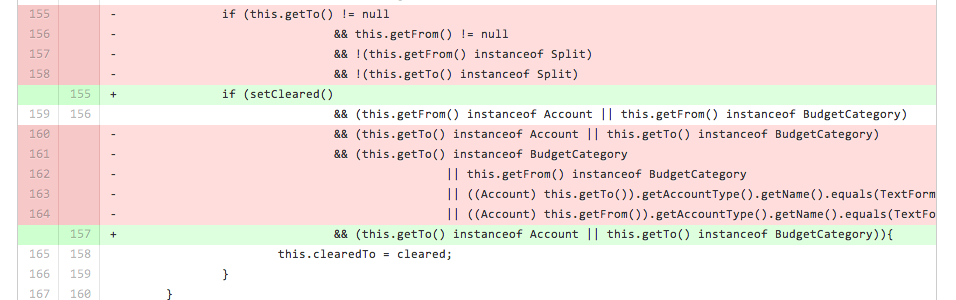 155 - if (this.getTo() != null
156 - && this.getFrom() != null
157 - && !(this.getFrom() instanceof Split)
158 - && !(this.getTo() instanceof Split)
155 + if (setCleared()
159 156 && (this.getFrom() instanceof Account || this.getFrom() instanceof BudgetCategory)
160 - && (this.getTo() instanceof Account || this.getTo() instanceof BudgetCategory)
161 - && (this.getTo() instanceof BudgetCategory
162 - || this.getFrom() instanceof BudgetCategory
163 - || ((Account) this.getTo()).getAccountType().getName().equals(TextForm
164 - || ((Account) this.getFrom()).getAccountType().getName().equals(TextFo
157 + && (this.getTo() instanceof Account || this.getTo() instanceof BudgetCategory)){
165 158 this.clearedTo = cleared;
166 159 }
167 160 }